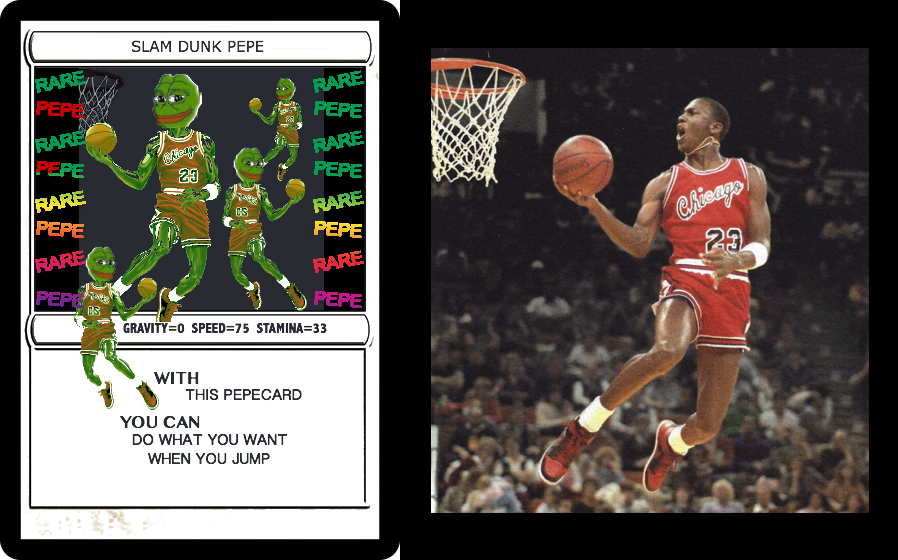 SLAM DUNK PEPE
RARE
PEPE
RARE
PEPE
RARE
PEPE
RARE
PEPE
RARE
PEPE
RARE
PEPE
RARE
PEPE
RARE
PEPE
Chicago
23
GRAVITY=0 SPEED=75 STAMINA=33
WITH
THIS PEPECARD
YOU CAN
DO WHAT YOU WANT
WHEN YOU JUMP
Chicago
23